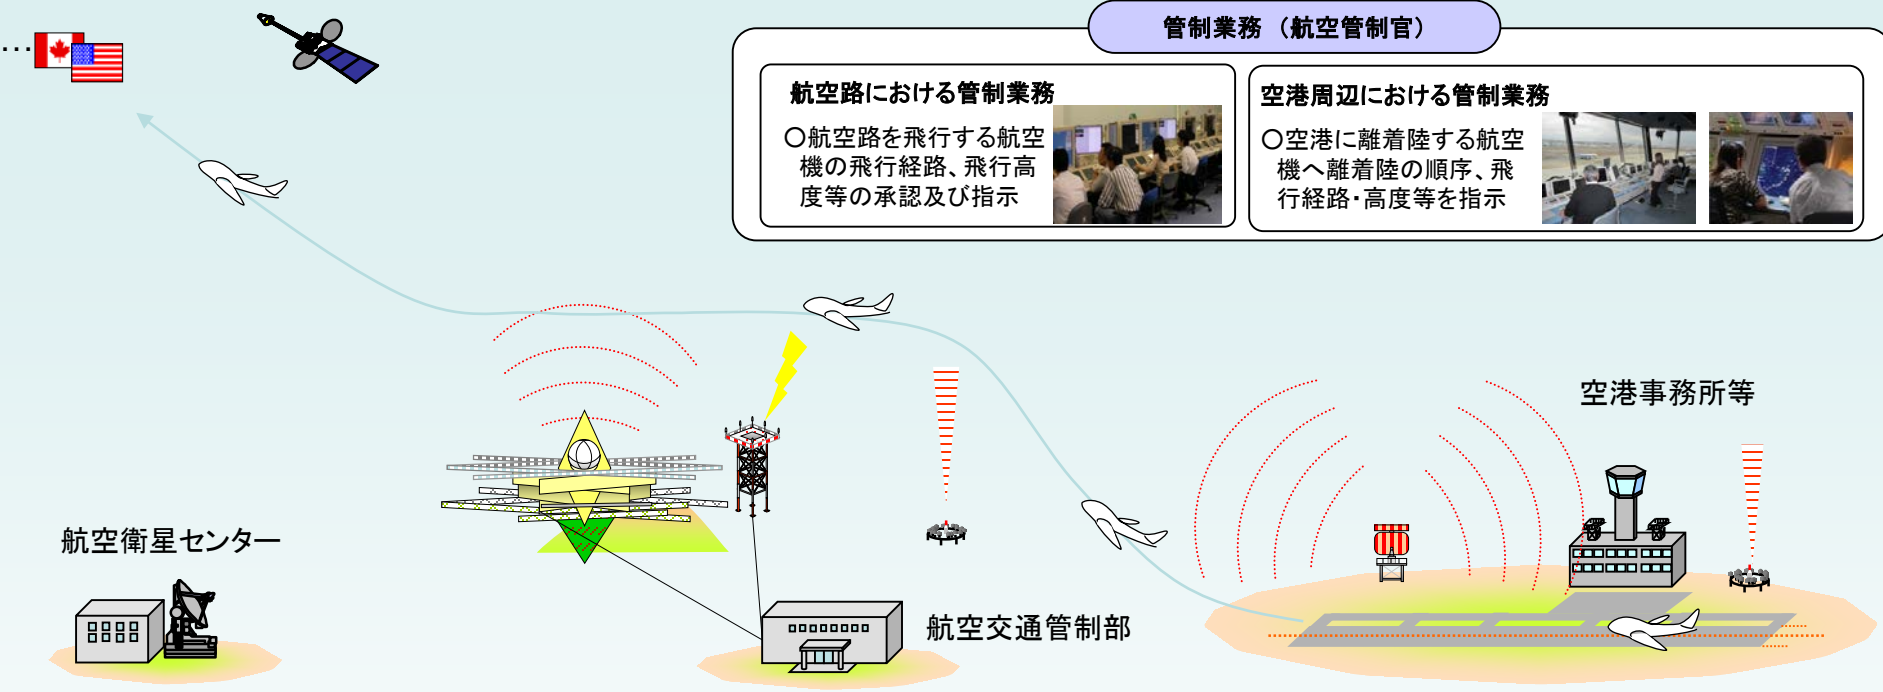 …
管制業務 （航空管制官）
航空路における管制業務
〇航空路を飛行する航空
機の飛行経路、飛行高
度等の承認及び指示
空港周辺における管制業務
〇空港に離着陸する航空
機へ離着陸の順序、飛
行経路・高度等を指示
空港事務所等
航空衛星センター
航空交通管制部